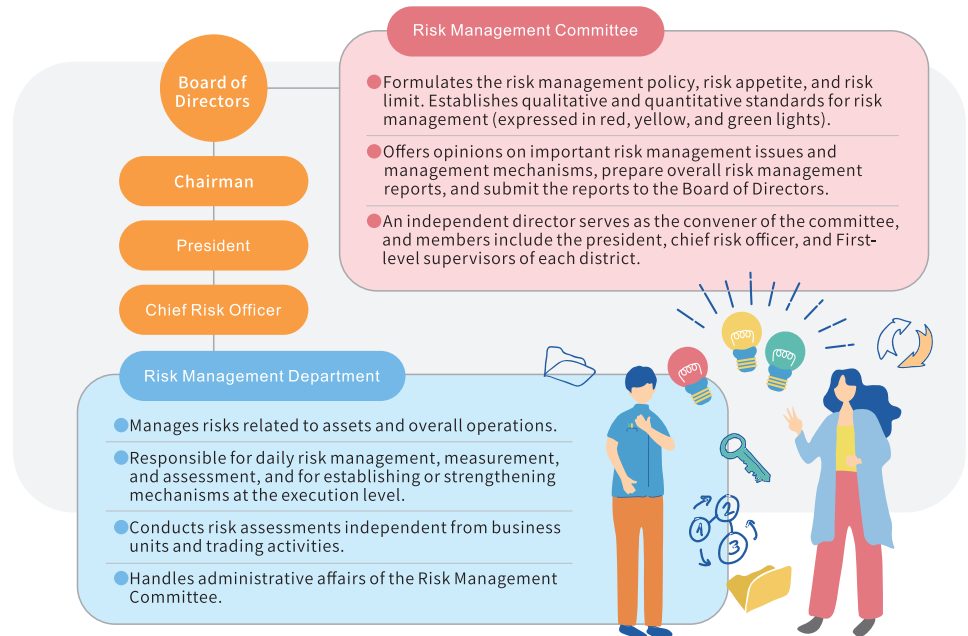 Risk Management Committee
Board of
Directors
●Formulates the risk management policy, risk appetite, and risk
limit. Establishes qualitative and quantitative standards for risk
management (expressed in red, yellow, and green lights).
●Offers opinions on important risk management issues and
management mechanisms, prepare overall risk management
reports, and submit the reports to the Board of Directors.
●An independent director serves as the convener of the committee,
and members include the president, chief risk officer, and First-
level supervisors of each district.
Chairman
President
Chief Risk Officer
Risk Management Department
●Manages risks related to assets and overall operations.
●Responsible for daily risk management, measurement,
and assessment, and for establishing or strengthening
mechanisms at the execution level.
●Conducts risk assessments independent from business
units and trading activities.
●Handles administrative affairs of the Risk Management
Committee.
1
2
3